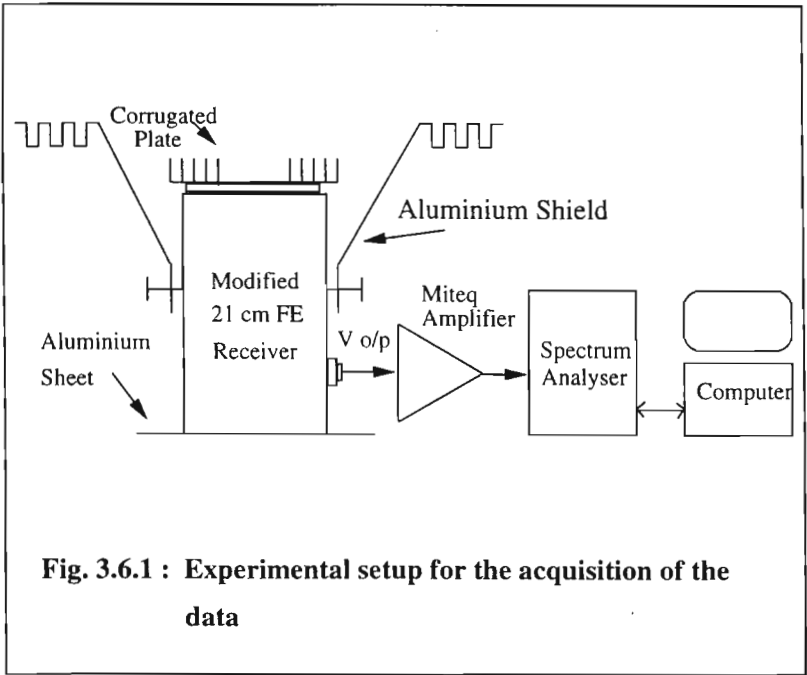 Corrugated
Plate
Aluminium Shield
Modified
21 cm FE
Receiver
Miteq
Amplifier
V o/p
Aluminium
Sheet
Spectrum
Analyser
Computer
Fig. 3.6.1 : Experimental setup for the acquisition of the
data